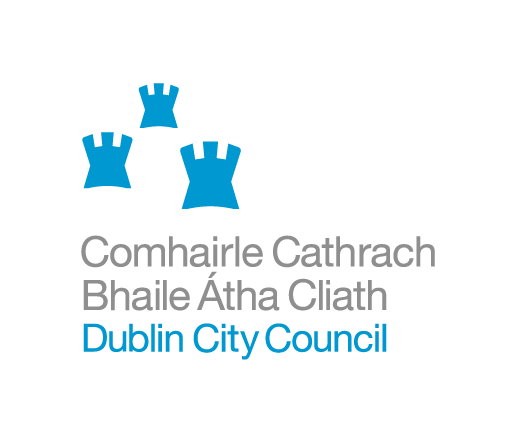 Comhairle Cathrach
Bhaile Átha Cliath
Dublin City Council